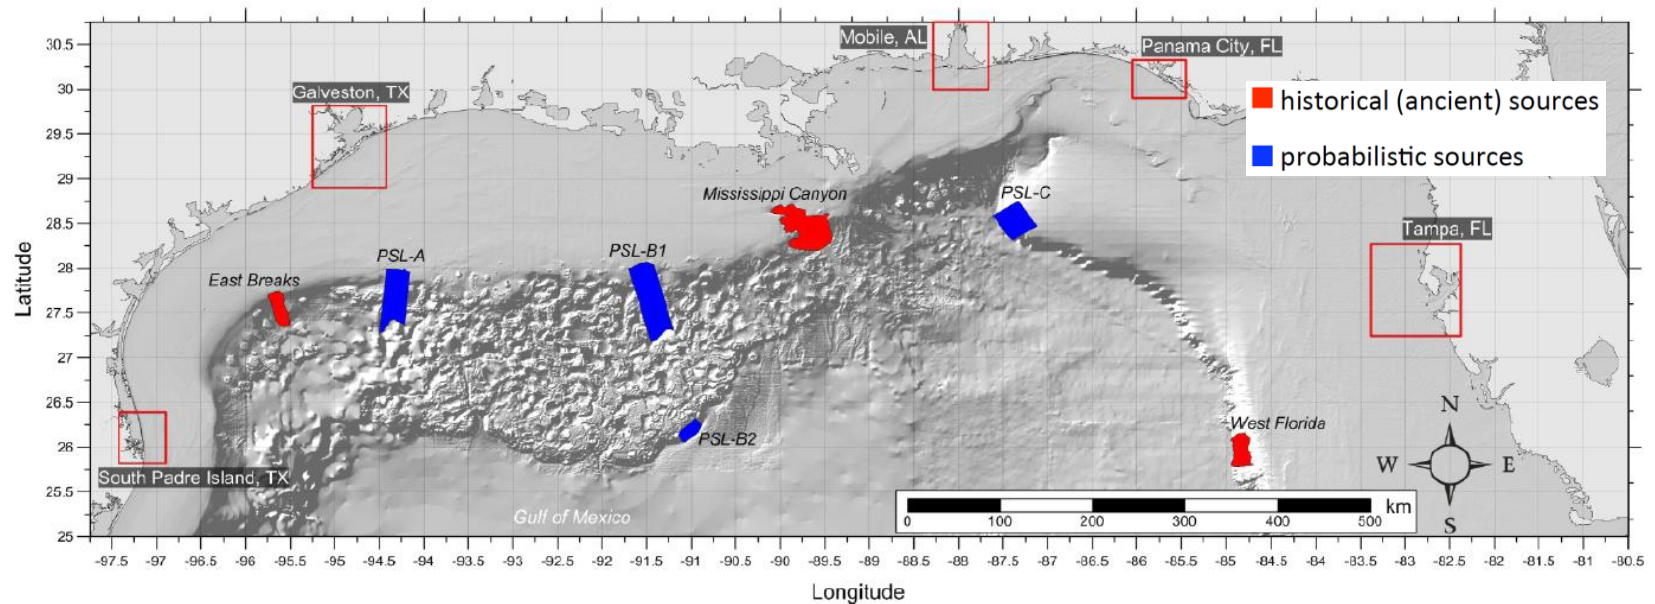 Mobile, AL
Panama City, FL
Galveston, TX
historical (ancient) sources
probabilistic sources
Mississippi Canyon
PSL-C
Tampa, FL
PSL-A
PSL-B1
East Breaks
West Florida
PSL-B2
South Padre Island, TX
Gulf of Mexico
N
W E
S
km
0 100 200 300 400 500
Latitude
30.5
30
29.5
29
28.5
28
27.5
27
26.5
26
25.5
25
-97.5 -97 -96.5 -96 -95.5 -95 -94.5 -94 -93.5 -93 -92.5 -92 -91.5 -91 -90.5 -90 -89.5 -89 -88.5 -88 -87.5 -87 -86.5 -86 -85.5 -85 -84.5 -84 -83.5 -83 -82.5 -82 -81.5 -81 -80.5
Longitude